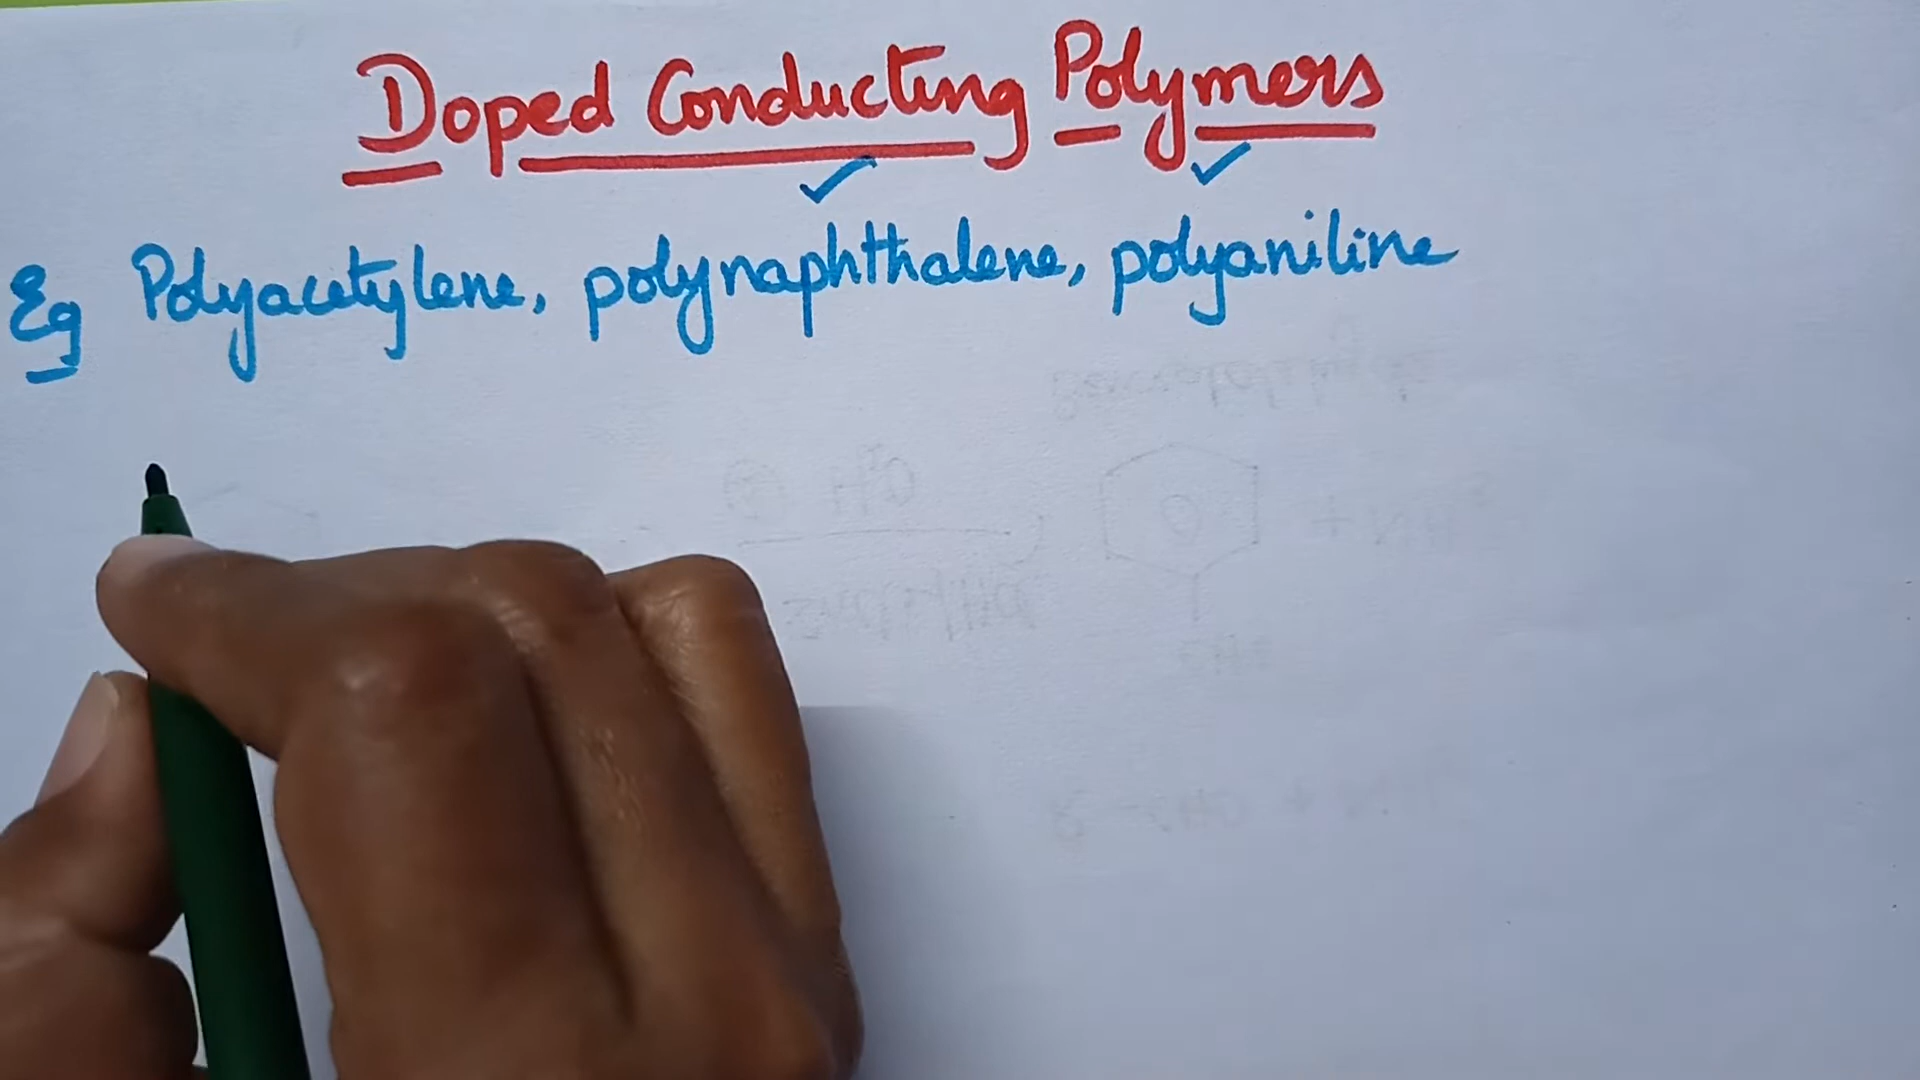 Doped Conducting Polymers
Eg Polyacetylene, polynaphthalene, polyaniline